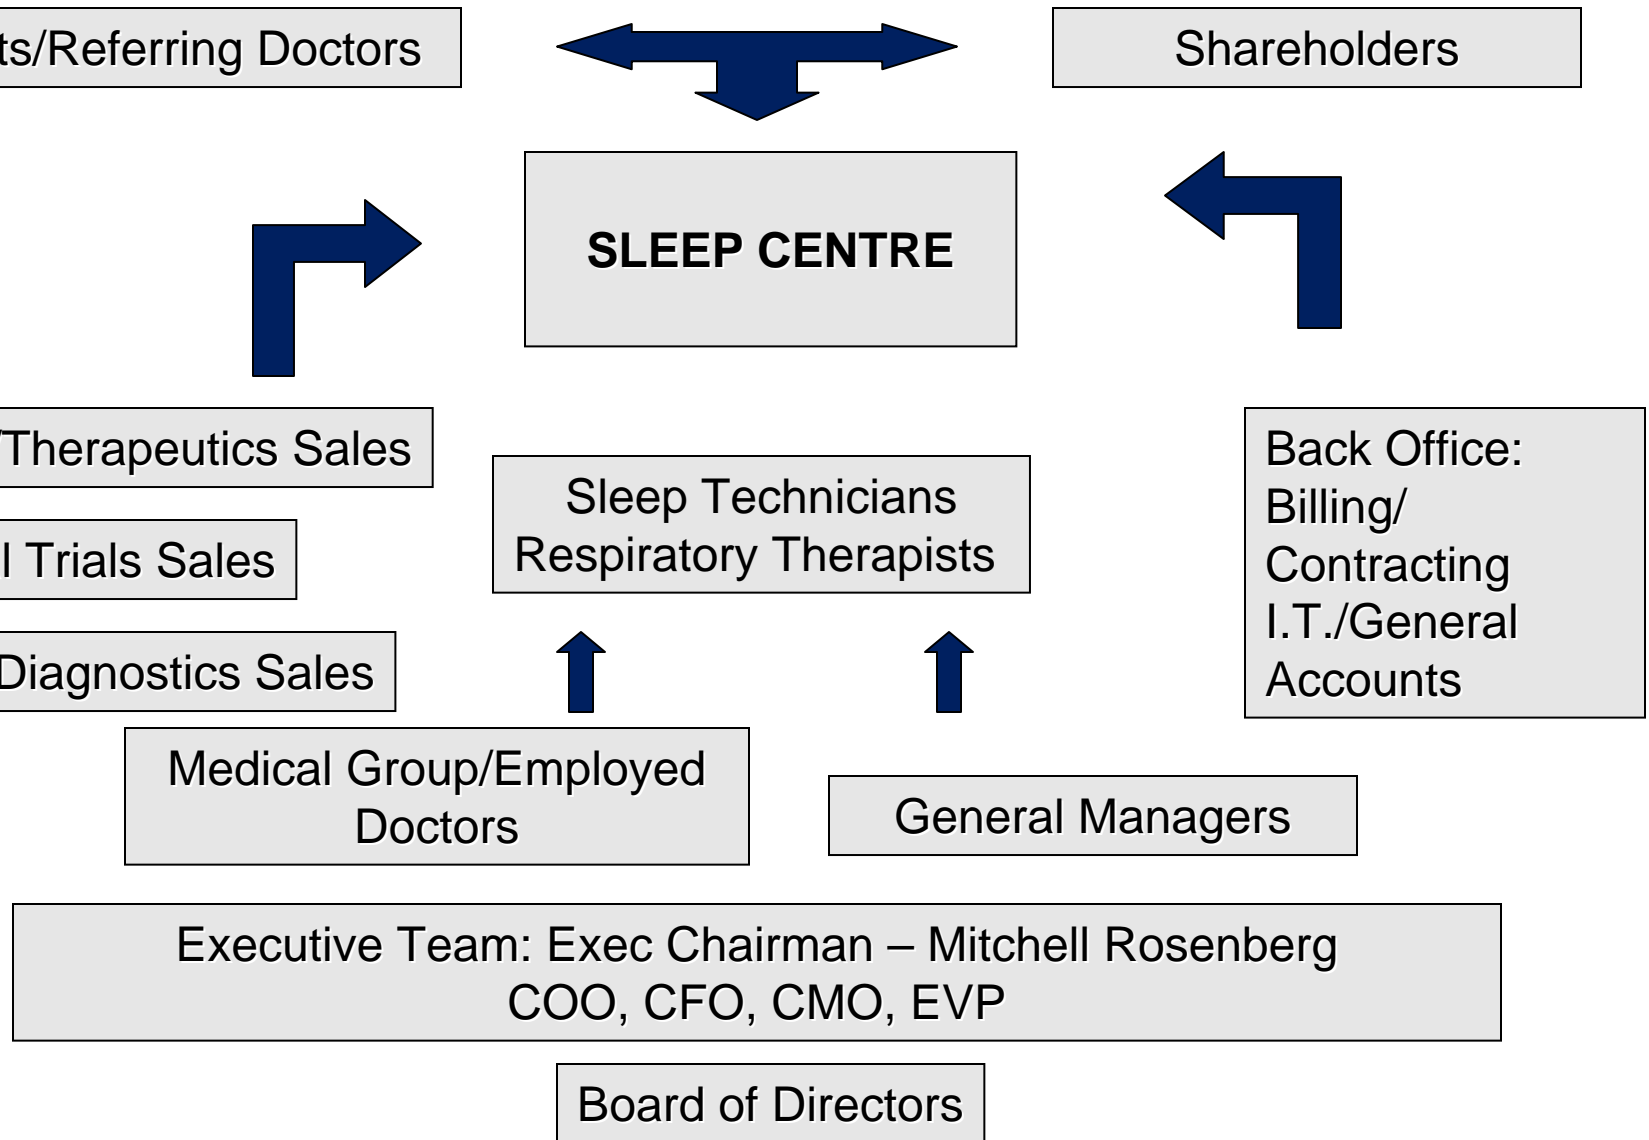 ts/Referring Doctors
Shareholders
SLEEP CENTRE
/Therapeutics Sales
l Trials Sales
Diagnostics Sales
Sleep Technicians
Respiratory Therapists
Back Office:
Billing/
Contracting
I.T./General
Accounts
Medical Group/Employed
Doctors
General Managers
Executive Team: Exec Chairman – Mitchell Rosenberg
COO, CFO, CMO, EVP
Board of Directors